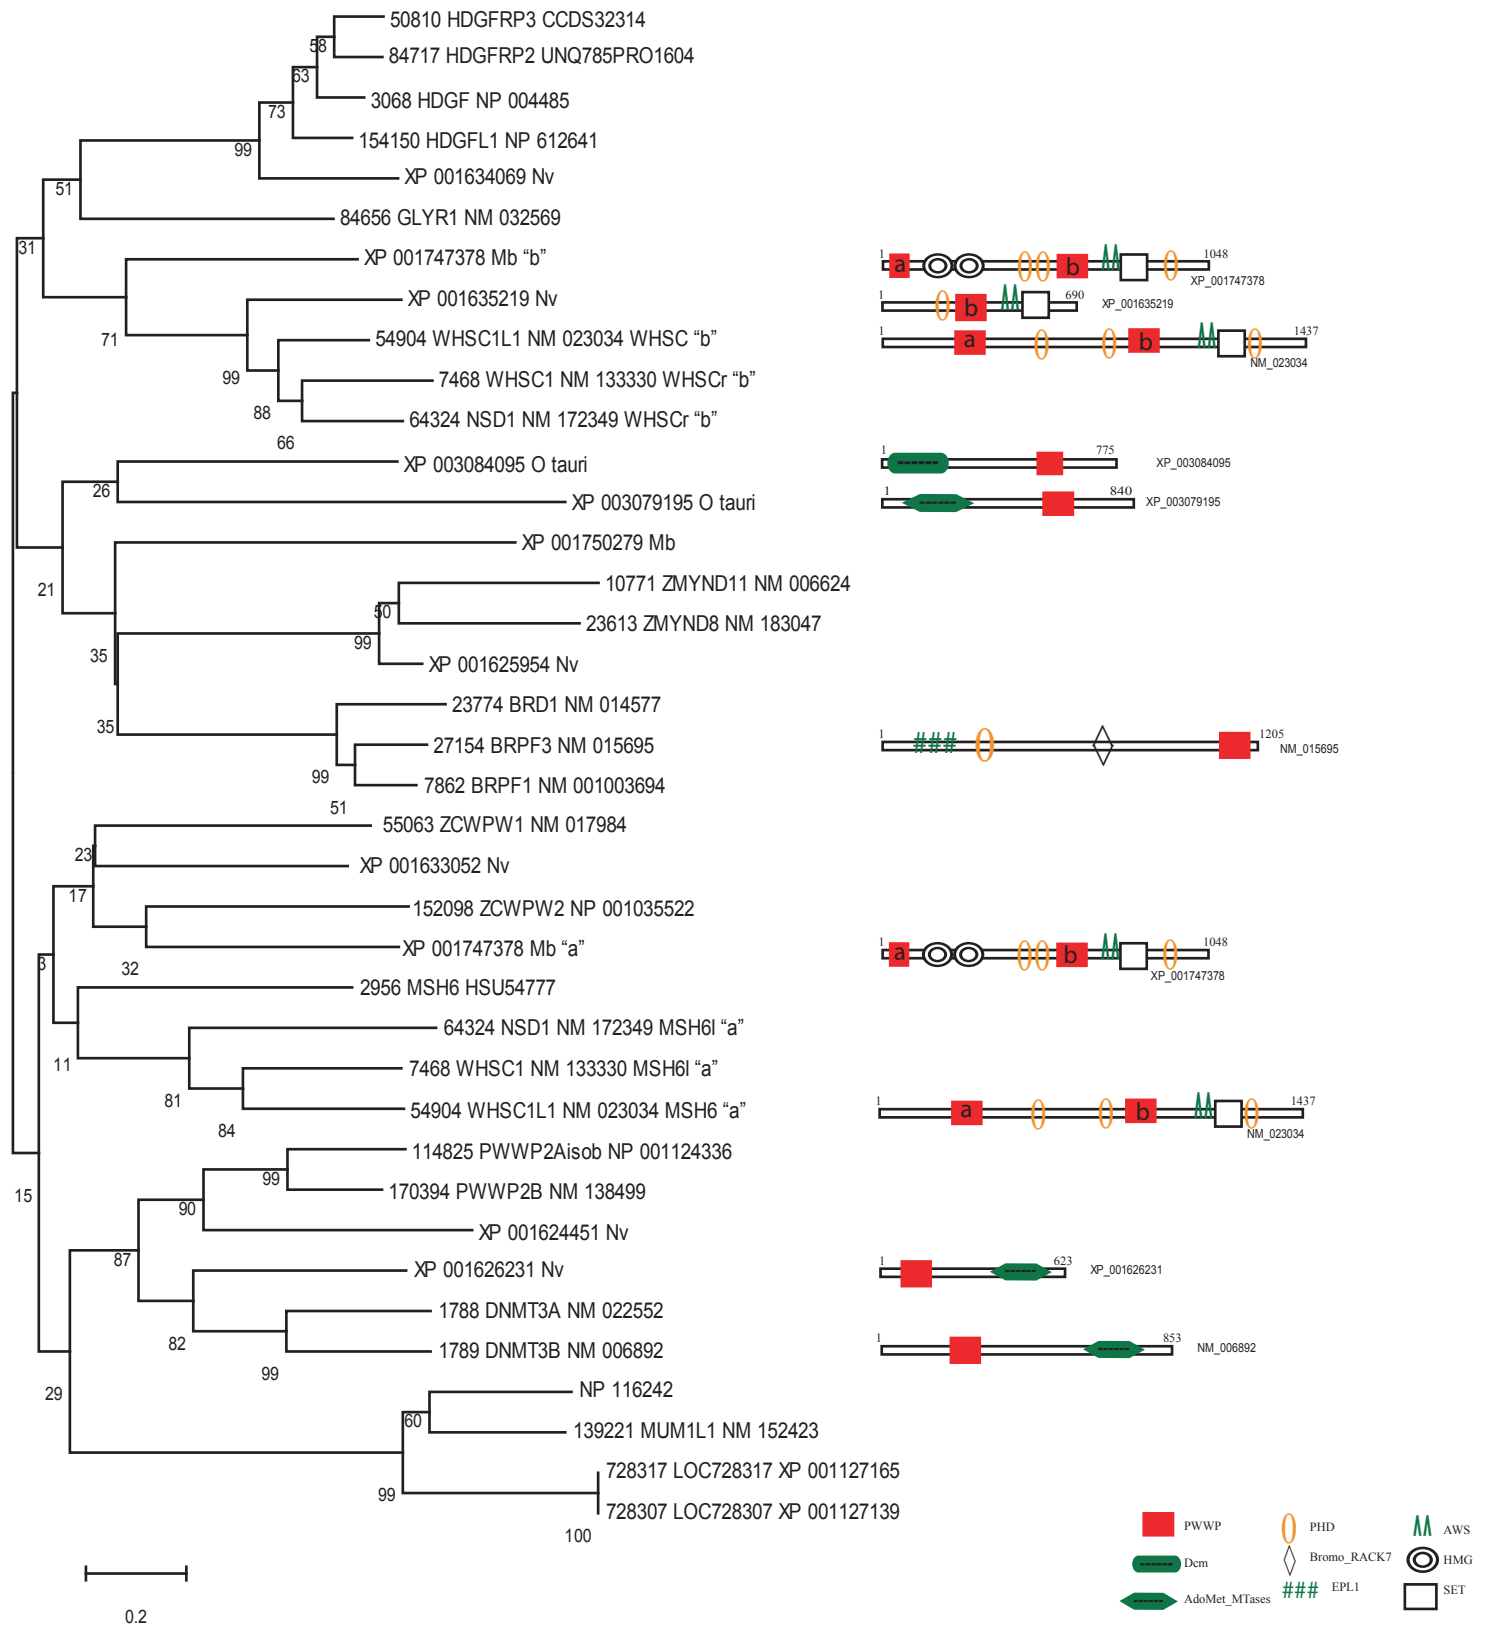 50810 HDGFRP3 CCDS32314
58
84717 HDGFRP2 UNQ785PRO1604
63
3068 HDGF NP 004485
73
154150 HDGFL1 NP 612641
99
XP 001634069 Nv
51
84656 GLYR1 NM 032569
31
XP 001747378 Mb “b”
1 a b 1048
XP_001747378
XP 001635219 Nv
1 b 690
XP_001635219
71
54904 WHSC1L1 NM 023034 WHSC “b”
1 a b 1437
NM_023034
99
7468 WHSC1 NM 133330 WHSCr “b”
88
64324 NSD1 NM 172349 WHSCr “b”
66
XP 003084095 O tauri
1 775
XP_003084095
26
XP 003079195 O tauri
1 840
XP_003079195
XP 001750279 Mb
21
10771 ZMYND11 NM 006624
50
23613 ZMYND8 NM 183047
99
35
XP 001625954 Nv
23774 BRD1 NM 014577
35
27154 BRPF3 NM 015695
1 ### 1205
NM_015695
99
7862 BRPF1 NM 001003694
51
55063 ZCWPW1 NM 017984
23
XP 001633052 Nv
17
152098 ZCWPW2 NP 001035522
XP 001747378 Mb “a”
1 a b 1048
XP_001747378
3
32
2956 MSH6 HSU54777
64324 NSD1 NM 172349 MSH6l “a”
11
7468 WHSC1 NM 133330 MSH6l “a”
81
54904 WHSC1L1 NM 023034 MSH6 “a”
1 a b 1437
NM_023034
84
114825 PWWP2Aisob NP 001124336
99
170394 PWWP2B NM 138499
15
90
XP 001624451 Nv
87
XP 001626231 Nv
1 623
XP_001626231
1788 DNMT3A NM 022552
82
1789 DNMT3B NM 006892
1 853
NM_006892
99
29
NP 116242
60
139221 MUM1L1 NM 152423
728317 LOC728317 XP 001127165
99
728307 LOC728307 XP 001127139
100
0.2
PWWP
PHD
AWS
Dcm
Bromo_RACK7
HMG
AdoMet_MTases
### EPL1
SET